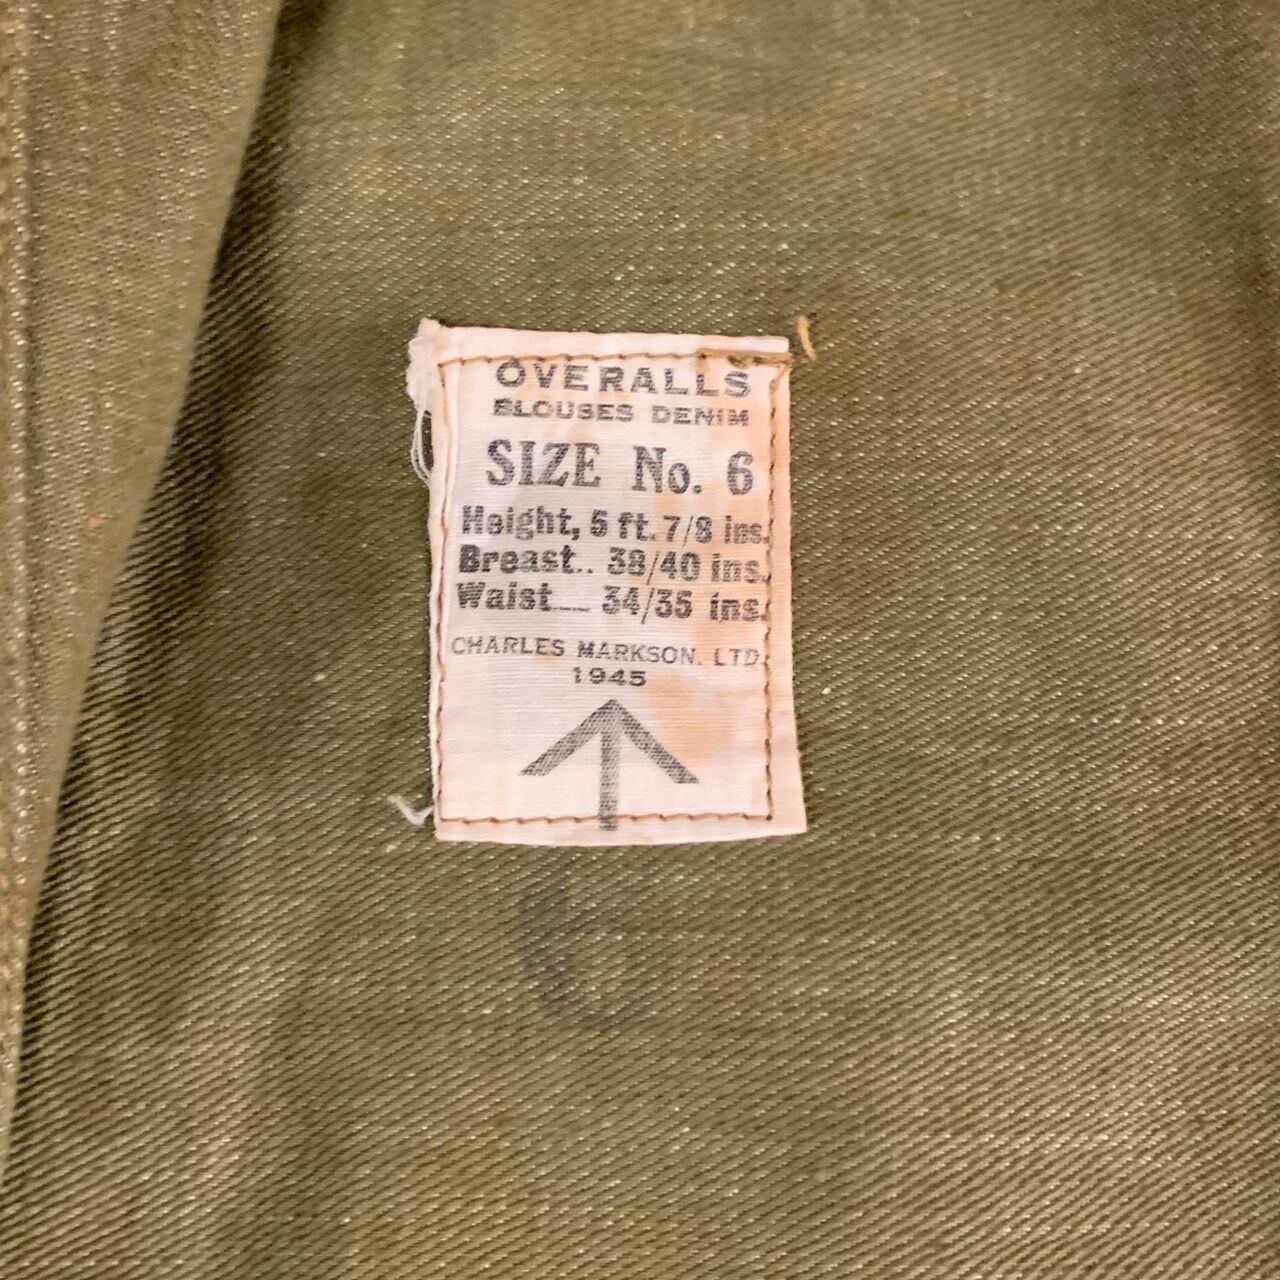 OVERALLS
BLOUSES DENIM
SIZE No. 6
Height, 5 ft. 7/8 ins.
Breast.. 38/40 ins.
Waist.... 34/35 ins.
CHARLES MARKSON. LTD.
1945